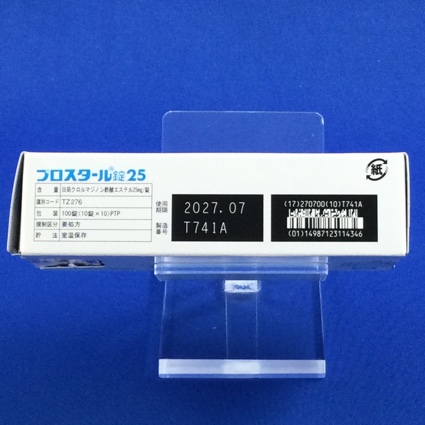 プロスタール®錠25
含量 日局クロルマジノン酢酸エステル25mg/錠
識別コード TZ276
包装 100錠(10錠×10)PTP
規制区分 要処方
貯法 室温保存
使用期限 2027.07
製造番号 T741A
(17)270700(10)T741A
(01)14987123114346
紙